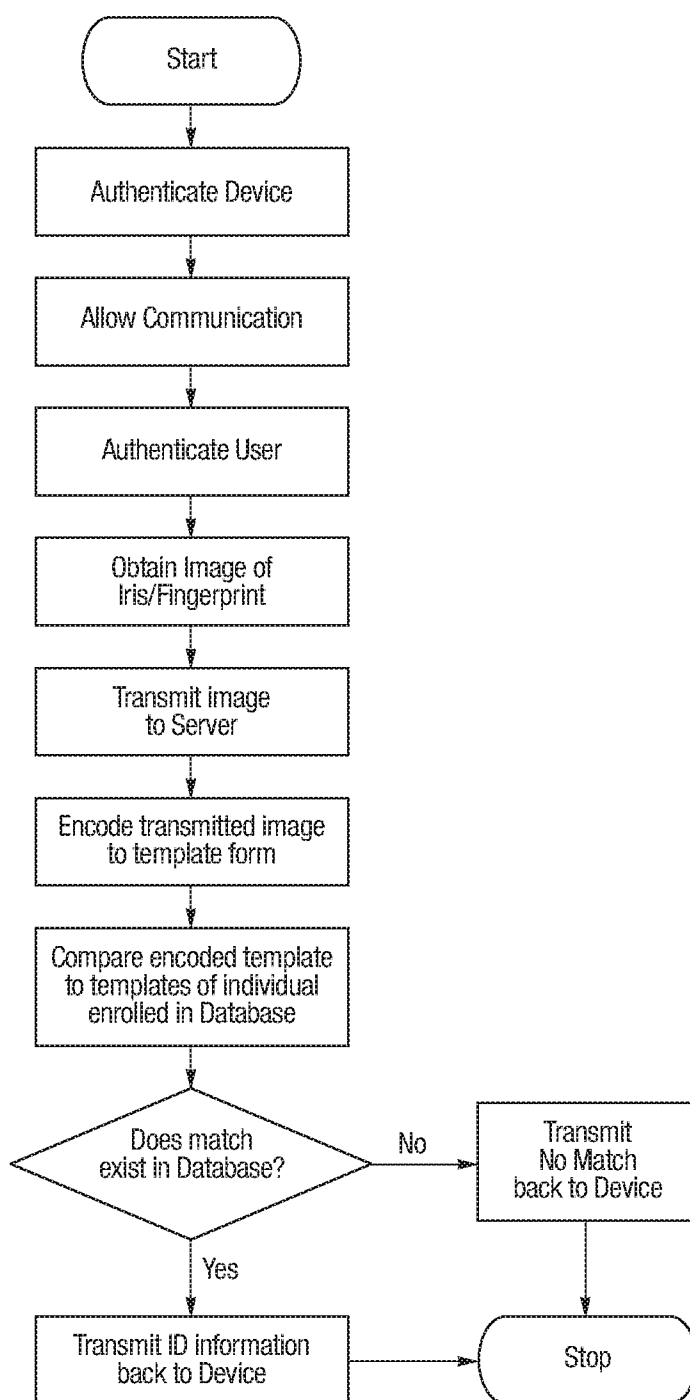 Start
Authenticate Device
Allow Communication
Authenticate User
Obtain Image of
Iris/Fingerprint
Transmit image
to Server
Encode transmitted image
to template form
Compare encoded template
to templates of individual
enrolled in Database
Does match
exist in Database?
No
Transmit
No Match
back to Device
Yes
Transmit ID information
back to Device
Stop